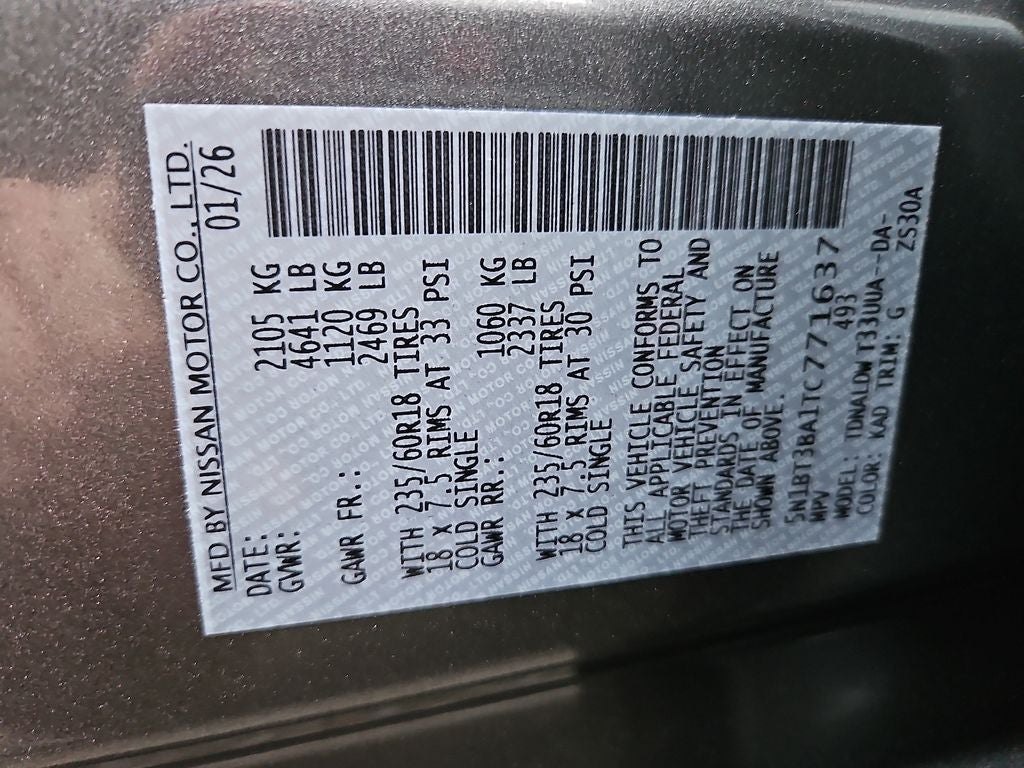 MFD BY NISSAN MOTOR CO., LTD.
DATE: 01/26
GVWR: 2105 KG
4641 LB
GAWR FR.: 1120 KG
2469 LB
WITH 235/60R18 TIRES
18 X 7.5 RIMS AT 33 PSI
COLD SINGLE
GAWR RR.: 1060 KG
2337 LB
WITH 235/60R18 TIRES
18 X 7.5 RIMS AT 30 PSI
COLD SINGLE
THIS VEHICLE CONFORMS TO
ALL APPLICABLE FEDERAL
MOTOR VEHICLE SAFETY AND
THEFT PREVENTION
STANDARDS IN EFFECT ON
THE DATE OF MANUFACTURE
SHOWN ABOVE.
5N1BT3BA1TC771637
MPV 493
MODEL: TDNALDWT33UUA--DA-
COLOR: KAD TRIM: G ZS30A